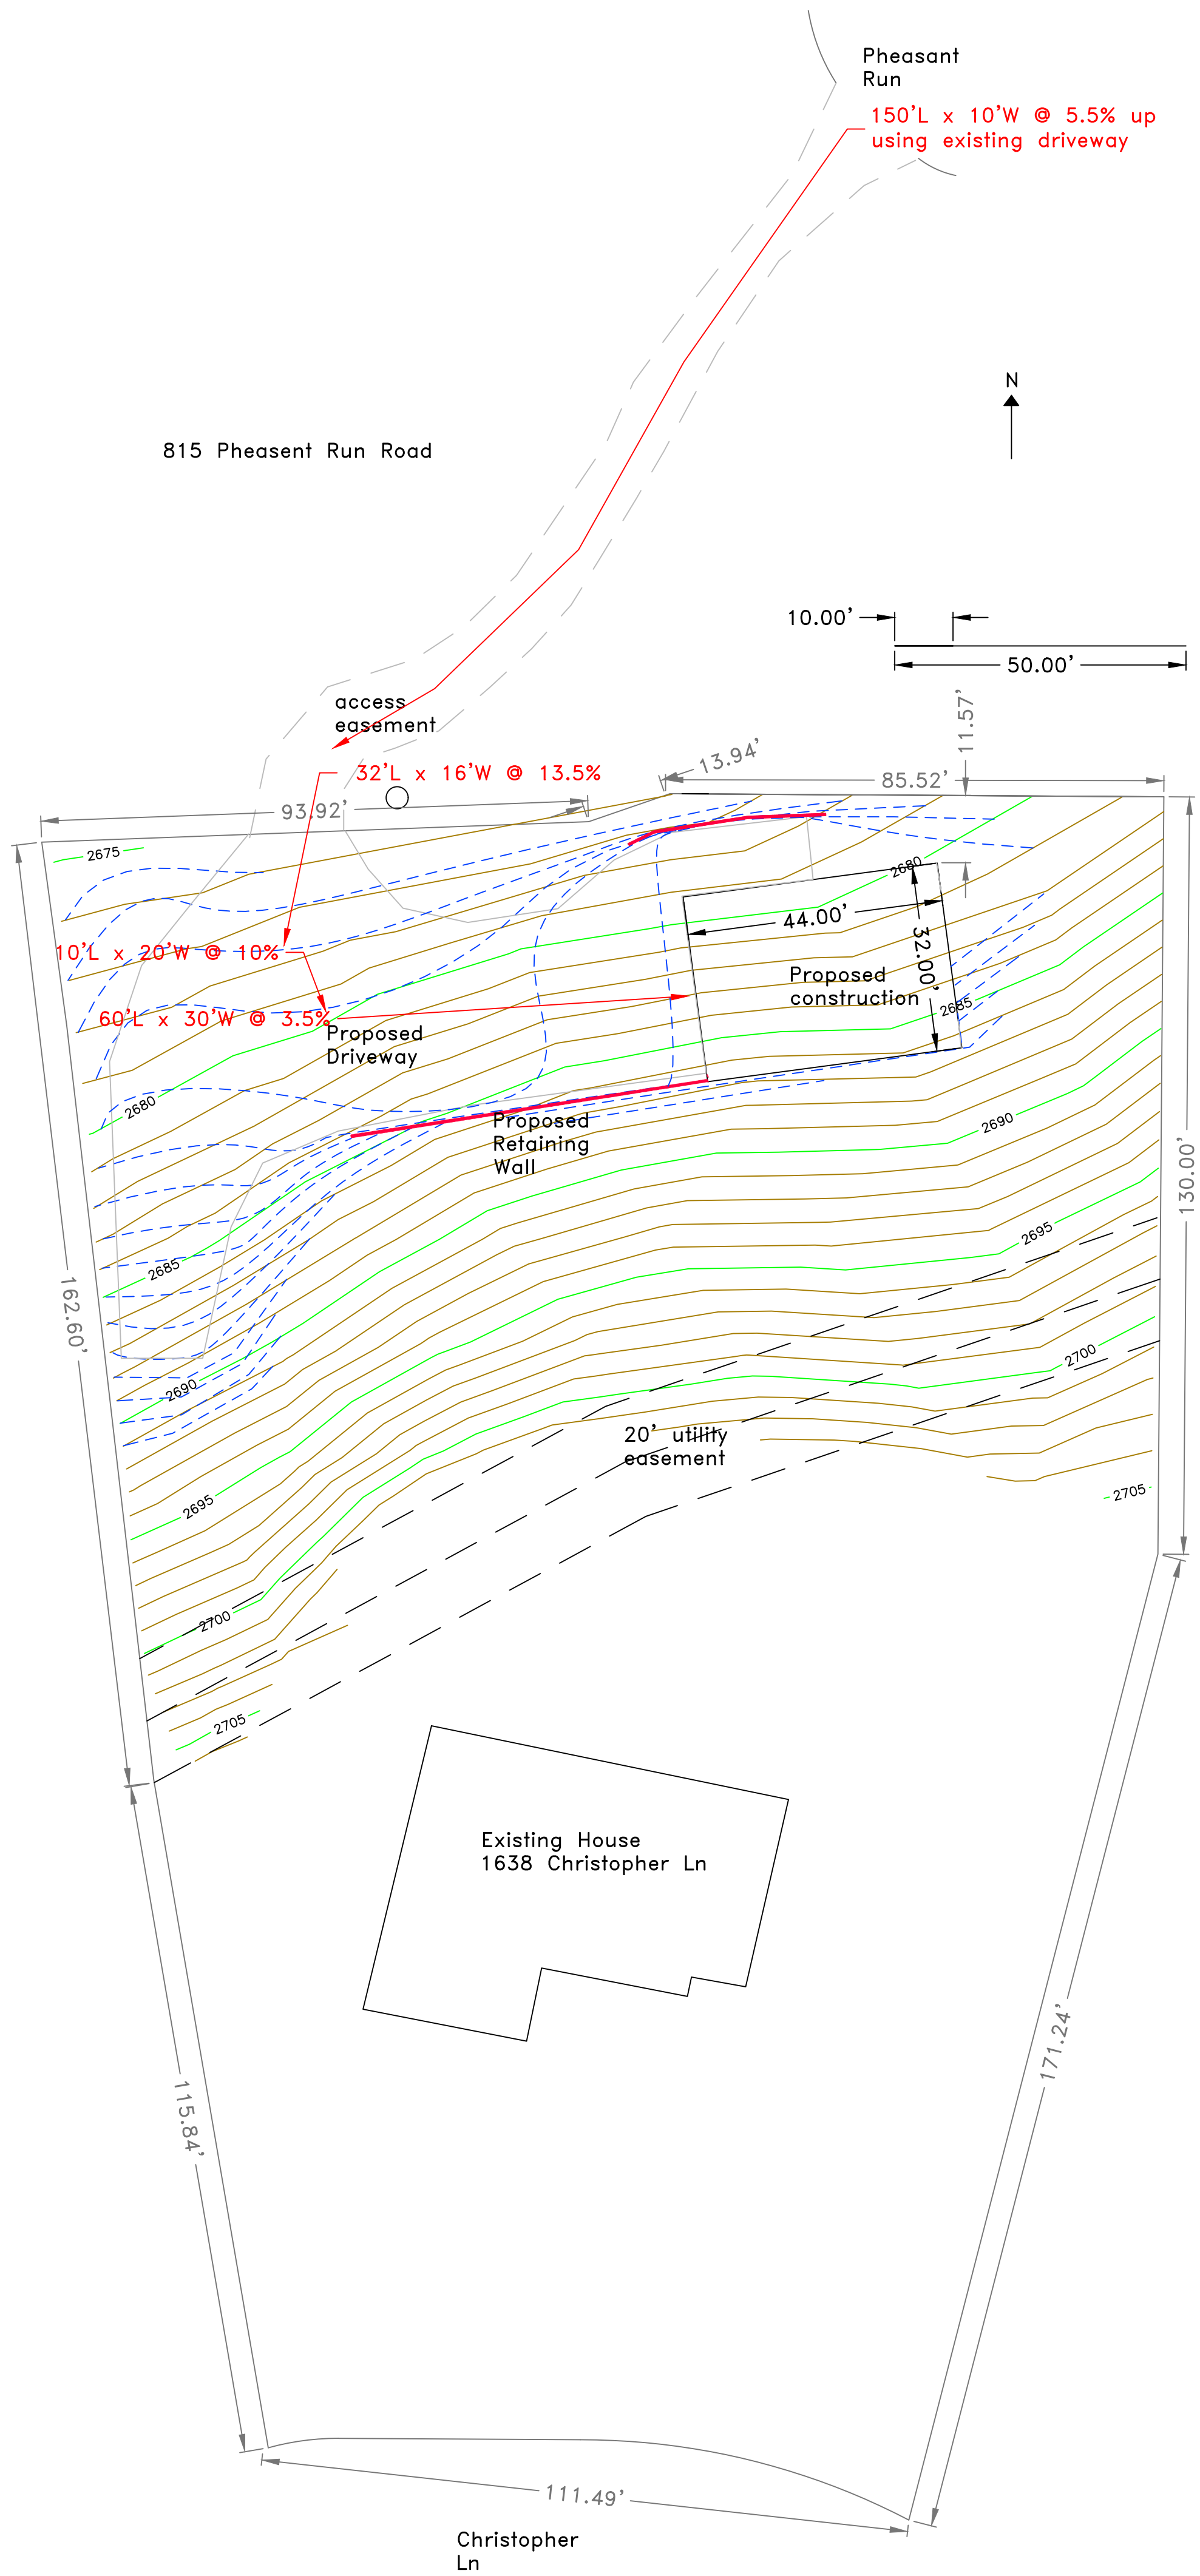 Pheasant
Run
150'L x 10'W @ 5.5% up
using existing driveway
N
815 Pheasent Run Road
10.00'
50.00'
access
easement
11.57'
13.94'
85.52'
32'L x 16'W @ 13.5%
93.92'
2675
2680
44.00'
32.00'
10'L x 20'W @ 10%
Proposed
construction
60'L x 30'W @ 3.5%
2685
Proposed
Driveway
2680
Proposed
Retaining
Wall
2690
130.00'
2695
2685
162.60'
2700
2690
20' utility
easement
2705
2695
2700
2705
Existing House
1638 Christopher Ln
171.24'
115.84'
111.49'
Christopher
Ln